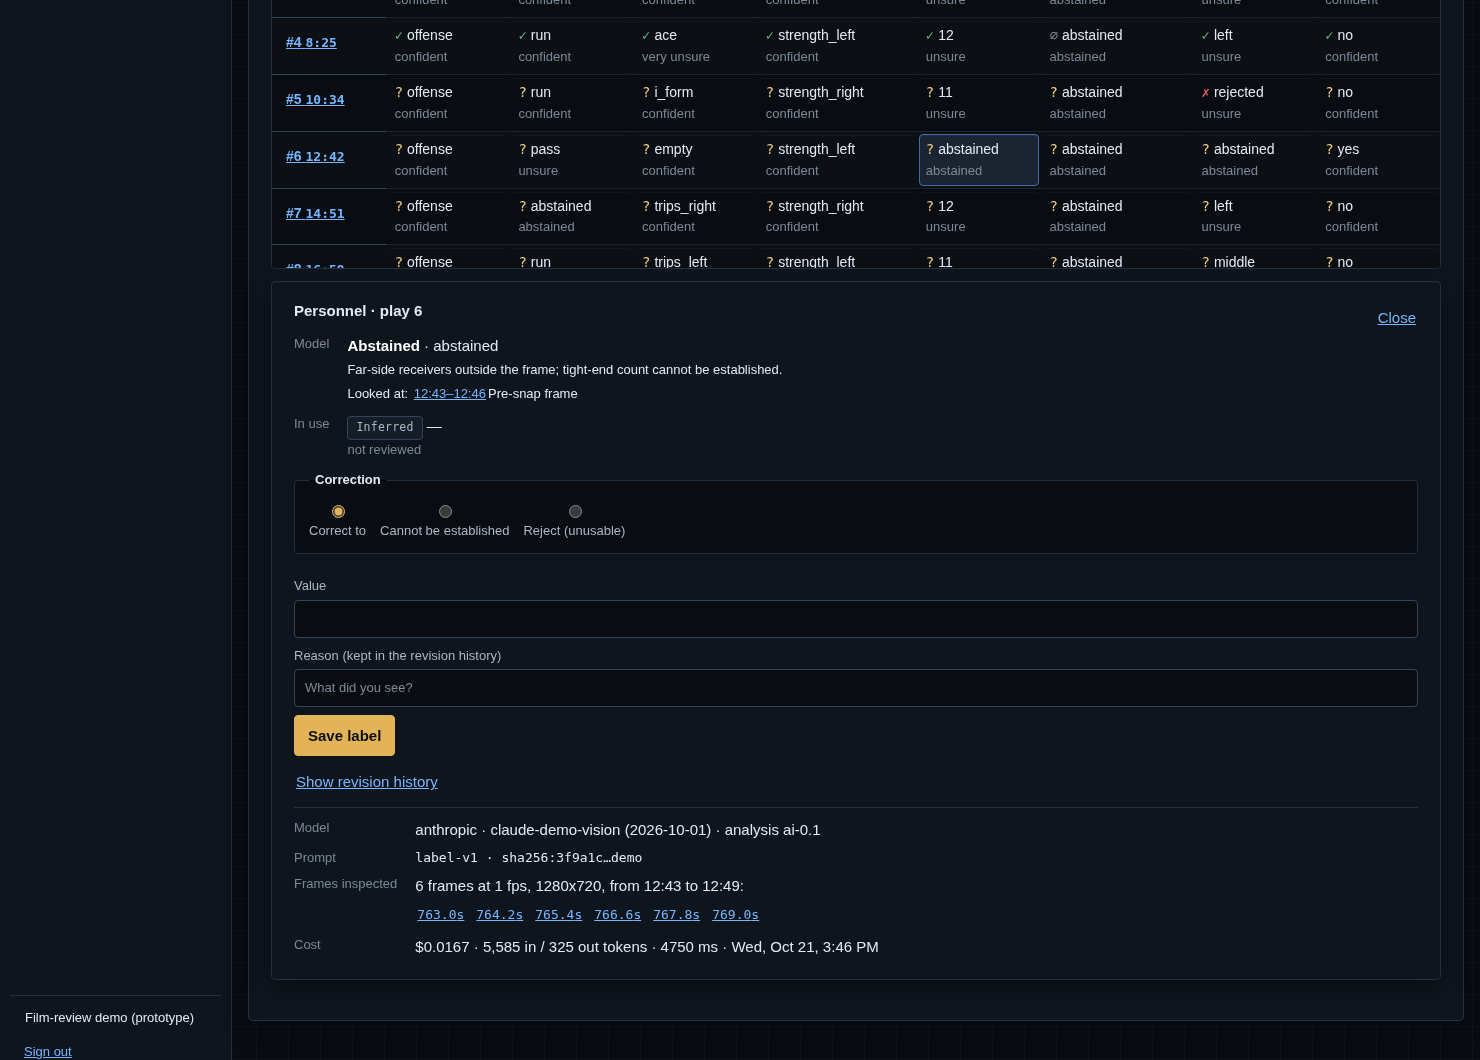 confident confident confident confident unsure abstained unsure confident
#4 8:25 ✓ offense ✓ run ✓ ace ✓ strength_left ✓ 12 ∅ abstained ✓ left ✓ no
confident confident very unsure confident unsure abstained unsure confident
#5 10:34 ? offense ? run ? i_form ? strength_right ? 11 ? abstained ✗ rejected ? no
confident confident confident confident unsure abstained unsure confident
#6 12:42 ? offense ? pass ? empty ? strength_left ? abstained ? abstained ? abstained ? yes
confident unsure confident confident abstained abstained abstained confident
#7 14:51 ? offense ? abstained ? trips_right ? strength_right ? 12 ? abstained ? left ? no
confident abstained confident confident unsure abstained unsure confident
#8 16:59 ? offense ? run ? trips_left ? strength_left ? 11 ? abstained ? middle ? no
Personnel · play 6
Close
Model Abstained · abstained
Far-side receivers outside the frame; tight-end count cannot be established.
Looked at: 12:43–12:46 Pre-snap frame
In use Inferred —
not reviewed
Correction
Correct to Cannot be established Reject (unusable)
Value
Reason (kept in the revision history)
What did you see?
Save label
Show revision history
Model anthropic · claude-demo-vision (2026-10-01) · analysis ai-0.1
Prompt label-v1 · sha256:3f9a1c…demo
Frames inspected 6 frames at 1 fps, 1280x720, from 12:43 to 12:49:
763.0s 764.2s 765.4s 766.6s 767.8s 769.0s
Cost $0.0167 · 5,585 in / 325 out tokens · 4750 ms · Wed, Oct 21, 3:46 PM
Film-review demo (prototype)
Sign out